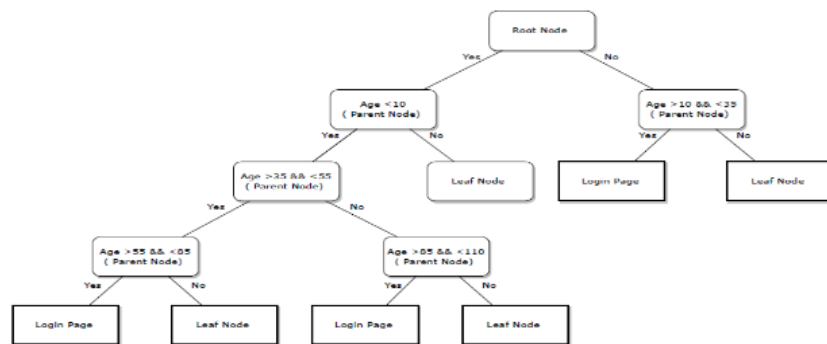 Root Node
Yes
No
Age <10
( Parent Node)
Age >10 && <35
( Parent Node)
Yes
No
Yes
No
Age >35 && <55
( Parent Node)
Leaf Node
Login Page
Leaf Node
Yes
No
Age >55 && <85
( Parent Node)
Age >85 && <110
( Parent Node)
Yes
No
Yes
No
Login Page
Leaf Node
Login Page
Leaf Node